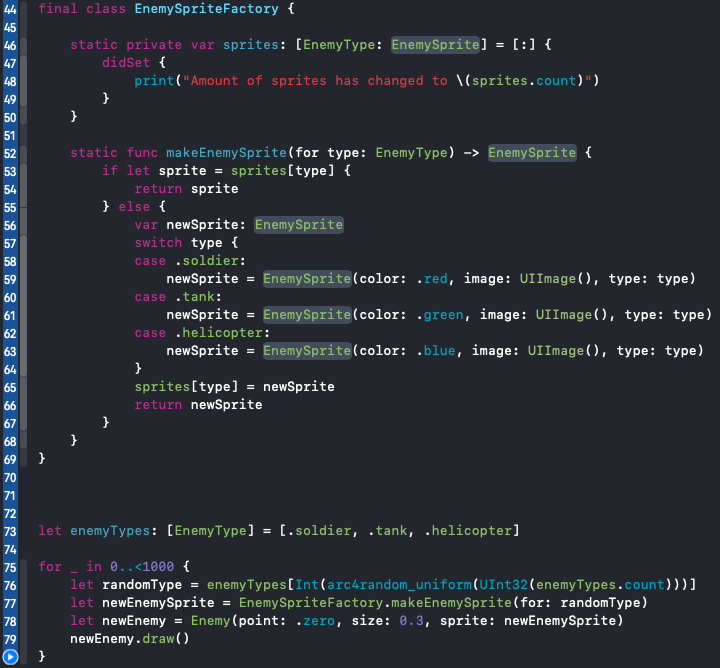 44 final class EnemySpriteFactory {
45
46     static private var sprites: [EnemyType: EnemySprite] = [:] {
47         didSet {
48             print("Amount of sprites has changed to \(sprites.count)")
49         }
50     }
51
52     static func makeEnemySprite(for type: EnemyType) -> EnemySprite {
53         if let sprite = sprites[type] {
54             return sprite
55         } else {
56             var newSprite: EnemySprite
57             switch type {
58             case .soldier:
59                 newSprite = EnemySprite(color: .red, image: UIImage(), type: type)
60             case .tank:
61                 newSprite = EnemySprite(color: .green, image: UIImage(), type: type)
62             case .helicopter:
63                 newSprite = EnemySprite(color: .blue, image: UIImage(), type: type)
64             }
65             sprites[type] = newSprite
66             return newSprite
67         }
68     }
69 }
70
71
72
73 let enemyTypes: [EnemyType] = [.soldier, .tank, .helicopter]
74
75 for _ in 0..<1000 {
76     let randomType = enemyTypes[Int(arc4random_uniform(UInt32(enemyTypes.count)))]
77     let newEnemySprite = EnemySpriteFactory.makeEnemySprite(for: randomType)
78     let newEnemy = Enemy(point: .zero, size: 0.3, sprite: newEnemySprite)
79     newEnemy.draw()
}